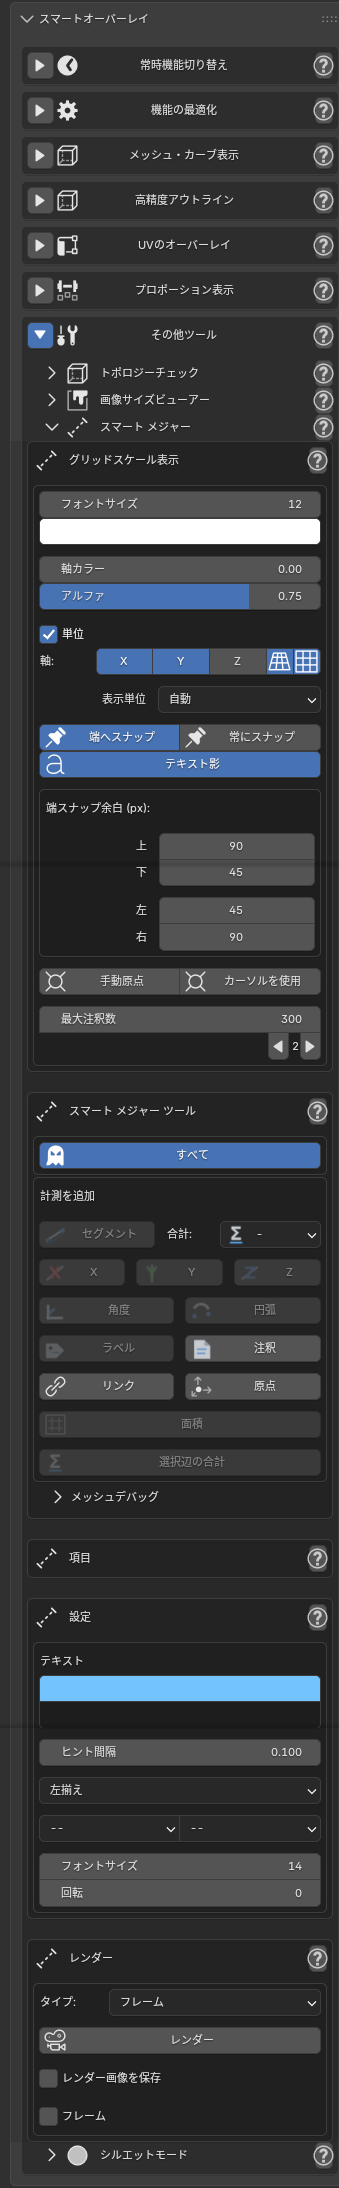 スマートオーバーレイ
常時機能切り替え
機能の最適化
メッシュ・カーブ表示
高精度アウトライン
UVのオーバーレイ
プロポーション表示
その他ツール
トポロジーチェック
画像サイズビューアー
スマート メジャー
グリッドスケール表示
フォントサイズ 12
軸カラー 0.00
アルファ 0.75
単位
軸: X Y Z
表示単位 自動
端へスナップ 常にスナップ
テキスト影
端スナップ余白 (px):
上 90
下 45
左 45
右 90
手動原点 カーソルを使用
最大注釈数 300
2
スマート メジャー ツール
すべて
計測を追加
セグメント 合計: Σ -
X Y Z
角度 円弧
ラベル 注釈
リンク 原点
面積
Σ 選択辺の合計
メッシュデバッグ
項目
設定
テキスト
ヒント間隔 0.100
左揃え
-- --
フォントサイズ 14
回転 0
レンダー
タイプ: フレーム
レンダー
レンダー画像を保存
フレーム
シルエットモード